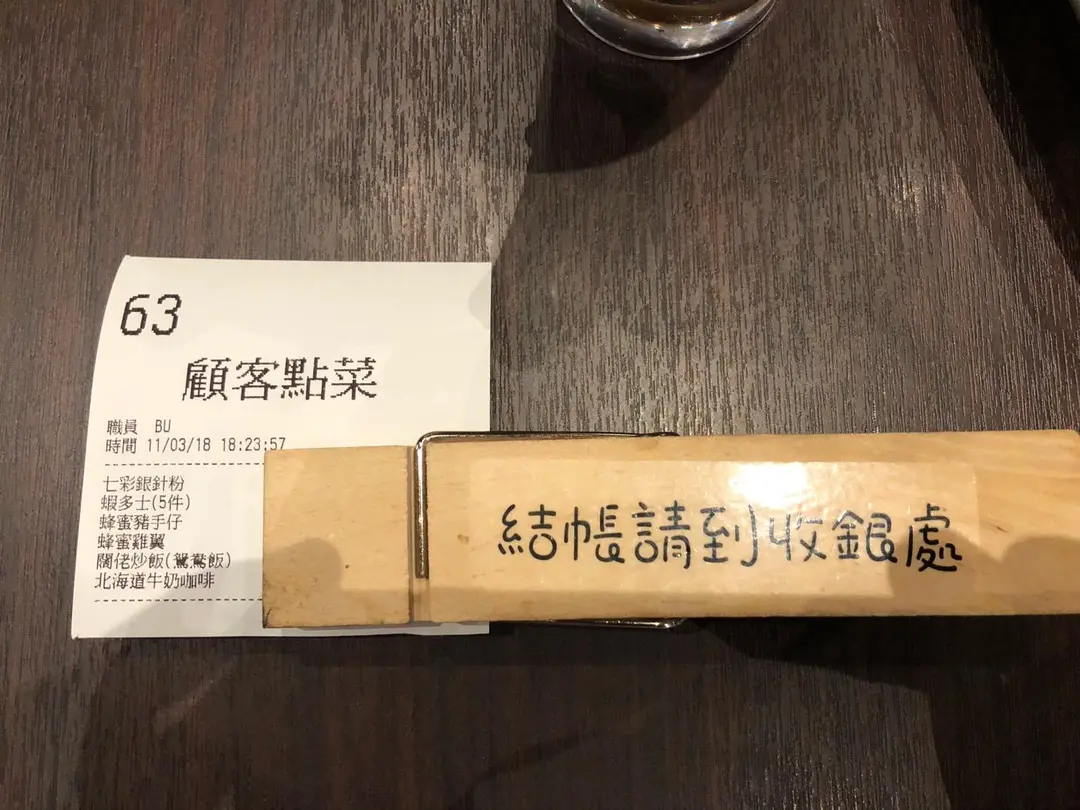 63
顧客點菜
職員 BU
時間 11/03/18 18:23:57
七彩銀針粉
蝦多士(5件)
蜂蜜豬手仔
蜂蜜雞翼
闊佬炒飯(鴛鴦飯)
北海道牛奶咖啡
結帳請到收銀處